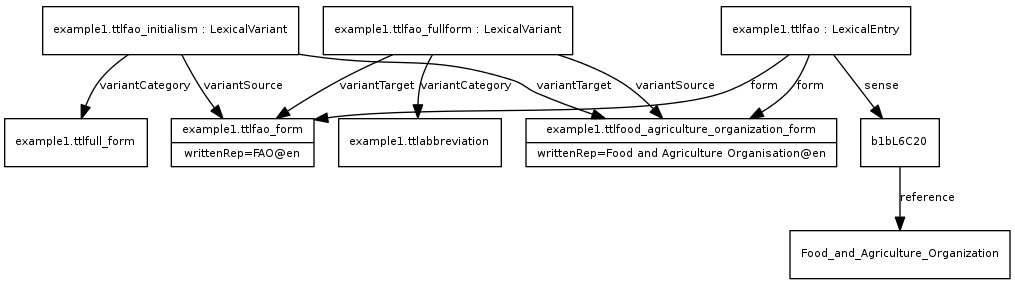 example1.ttlfao_initialism : LexicalVariant
example1.ttlfao_fullform : LexicalVariant
example1.ttlfao : LexicalEntry
variantCategory
variantSource
variantTarget
variantCategory
variantTarget
variantSource
form
form
sense
example1.ttlfull_form
example1.ttlfao_form
writtenRep=FAO@en
example1.ttlabbreviation
example1.ttlfood_agriculture_organization_form
writtenRep=Food and Agriculture Organisation@en
b1bL6C20
reference
Food_and_Agriculture_Organization